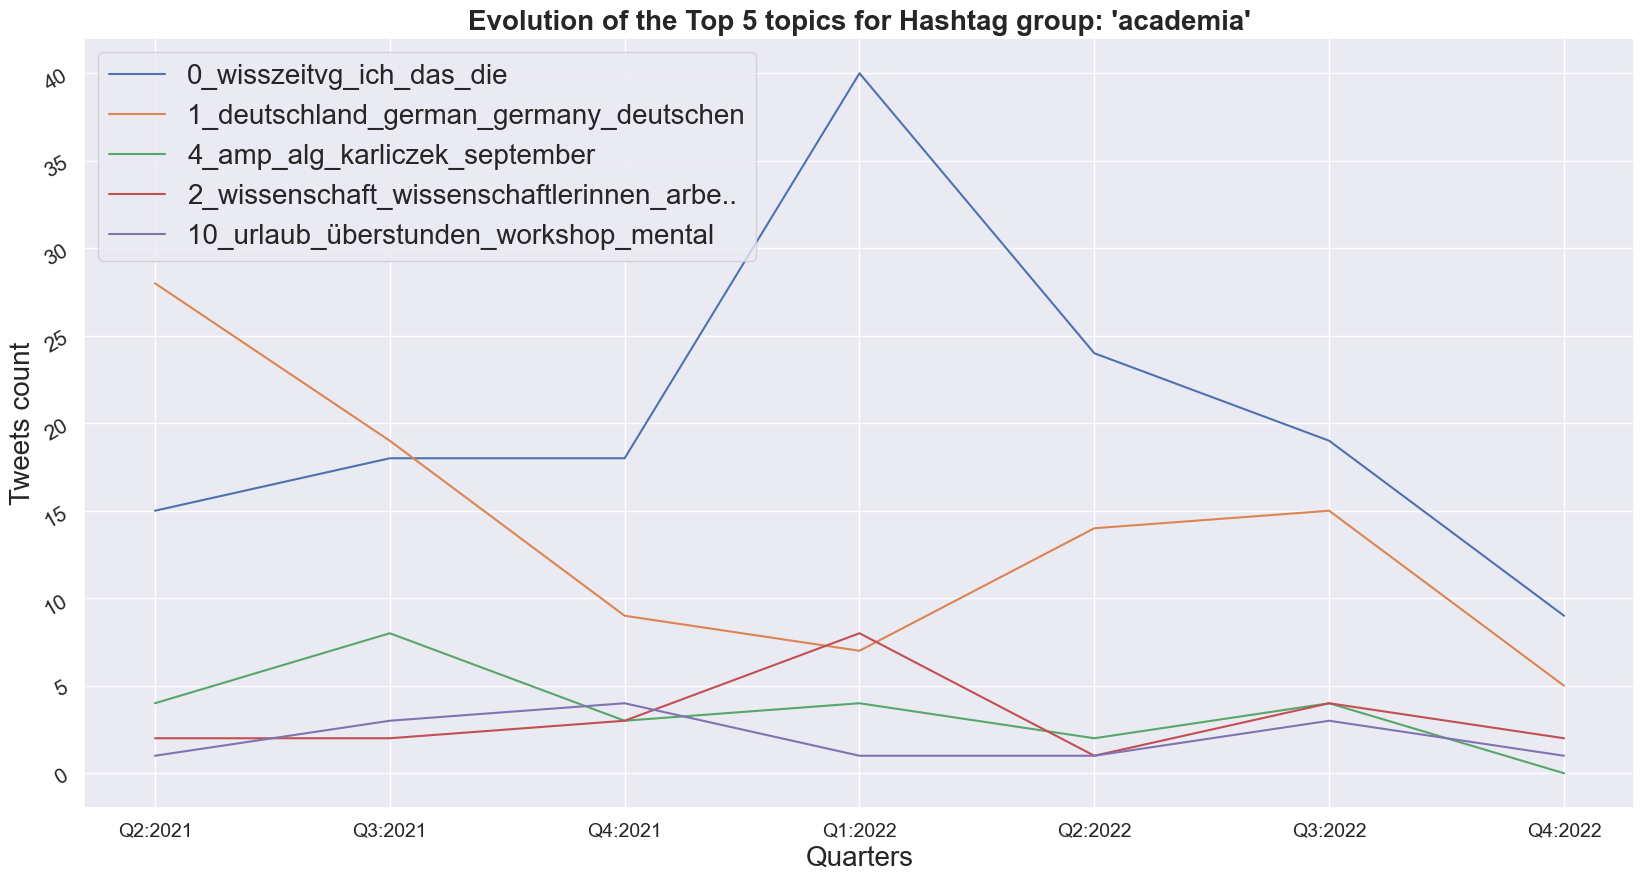 Evolution of the Top 5 topics for Hashtag group: 'academia'
0_wisszeitvg_ich_das_die
1_deutschland_german_germany_deutschen
4_amp_alg_karliczek_september
2_wissenschaft_wissenschaftlerinnen_arbe..
10_urlaub_überstunden_workshop_mental
Tweets count
40
35
30
25
20
15
10
5
0
Q2:2021 Q3:2021 Q4:2021 Q1:2022 Q2:2022 Q3:2022 Q4:2022
Quarters